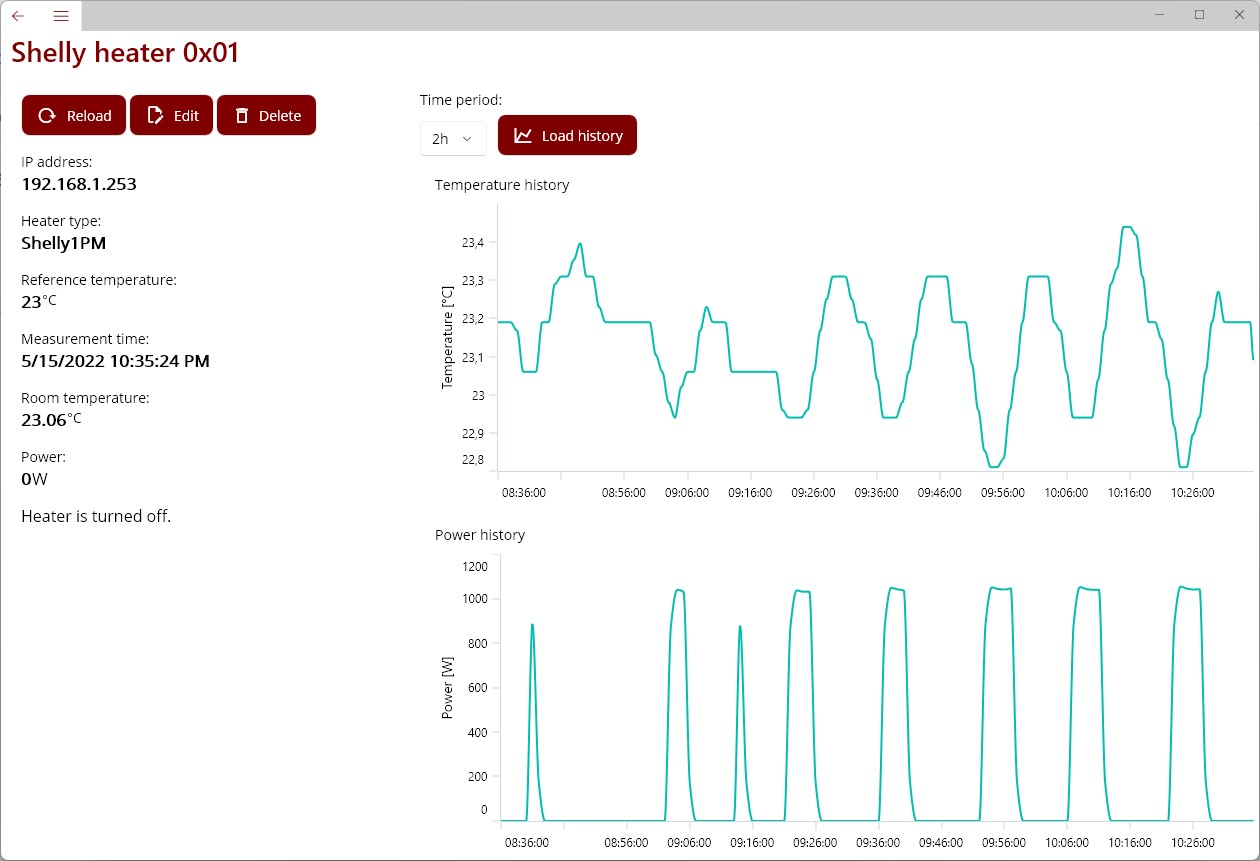 Shelly heater 0x01
Reload Edit Delete
IP address:
192.168.1.253
Heater type:
Shelly1PM
Reference temperature:
23°C
Measurement time:
5/15/2022 10:35:24 PM
Room temperature:
23.06°C
Power:
0W
Heater is turned off.
Time period:
2h Load history
Temperature history
Temperature [°C]
23,4
23,3
23,2
23,1
23
22,9
22,8
08:36:00 08:56:00 09:06:00 09:16:00 09:26:00 09:36:00 09:46:00 09:56:00 10:06:00 10:16:00 10:26:00
Power history
Power [W]
1200
1000
800
600
400
200
0
08:36:00 08:56:00 09:06:00 09:16:00 09:26:00 09:36:00 09:46:00 09:56:00 10:06:00 10:16:00 10:26:00